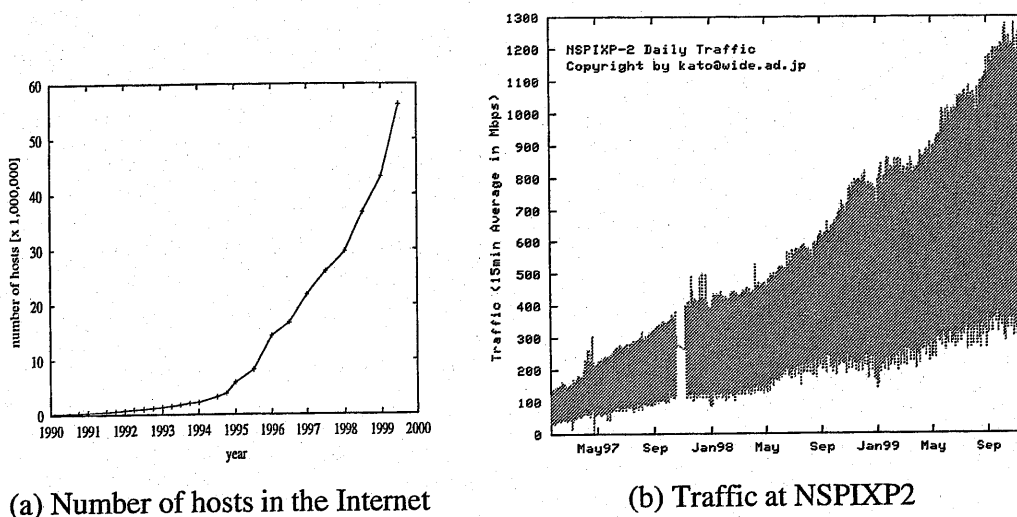 60
50
40
30
20
10
0
number of hosts [x 1,000,000]
1990 1991 1992 1993 1994 1995 1996 1997 1998 1999 2000
year
(a) Number of hosts in the Internet
1300
1200
1100
1000
900
800
700
600
500
400
300
200
100
0
Traffic (15min Average in Mbps)
NSPIXP-2 Daily Traffic
Copyright by kato@wide.ad.jp
May97 Sep Jan98 May Sep Jan99 May Sep
(b) Traffic at NSPIXP2